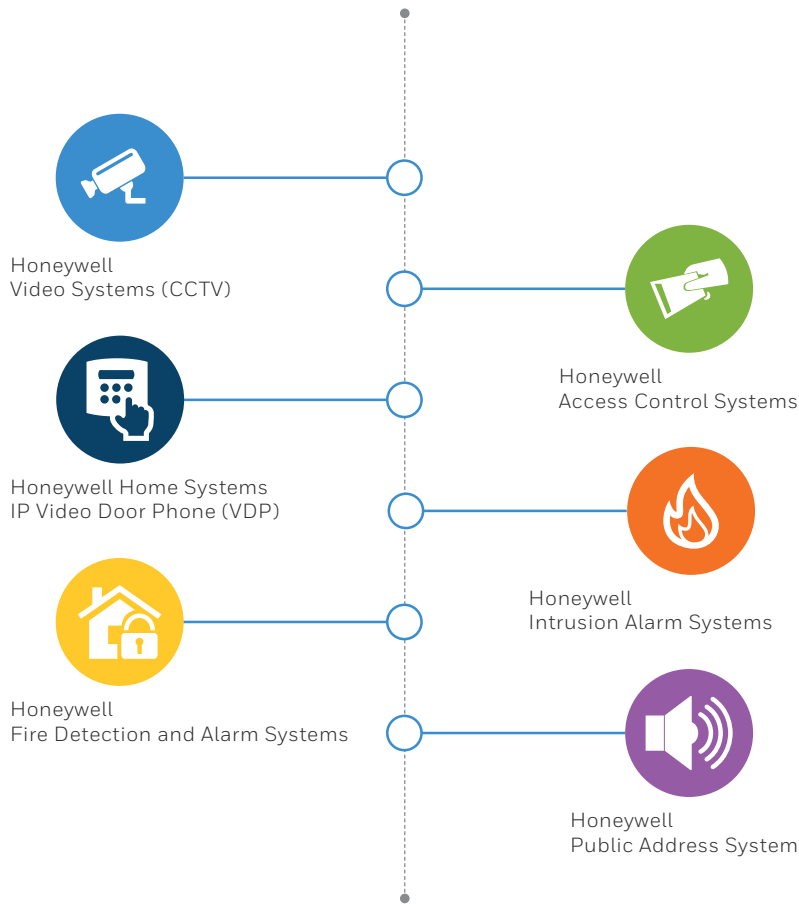 Honeywell
Video Systems (CCTV)
Honeywell
Access Control Systems
Honeywell Home Systems
IP Video Door Phone (VDP)
Honeywell
Intrusion Alarm Systems
Honeywell
Fire Detection and Alarm Systems
Honeywell
Public Address System